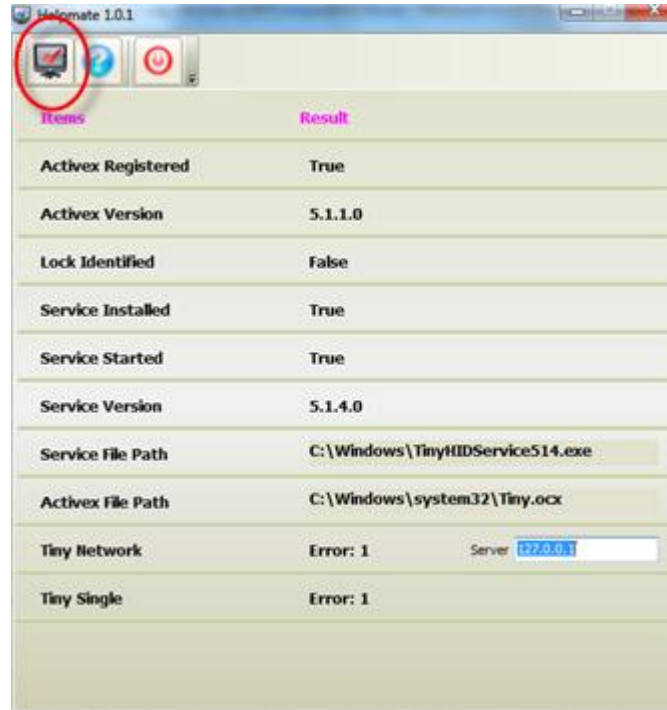 Helpmate 1.0.1
Items Result
Activex Registered True
Activex Version 5.1.1.0
Lock Identified False
Service Installed True
Service Started True
Service Version 5.1.4.0
Service File Path C:\Windows\TinyHIDService514.exe
Activex File Path C:\Windows\system32\Tiny.ocx
Tiny Network Error: 1 Server 127.0.0.1
Tiny Single Error: 1